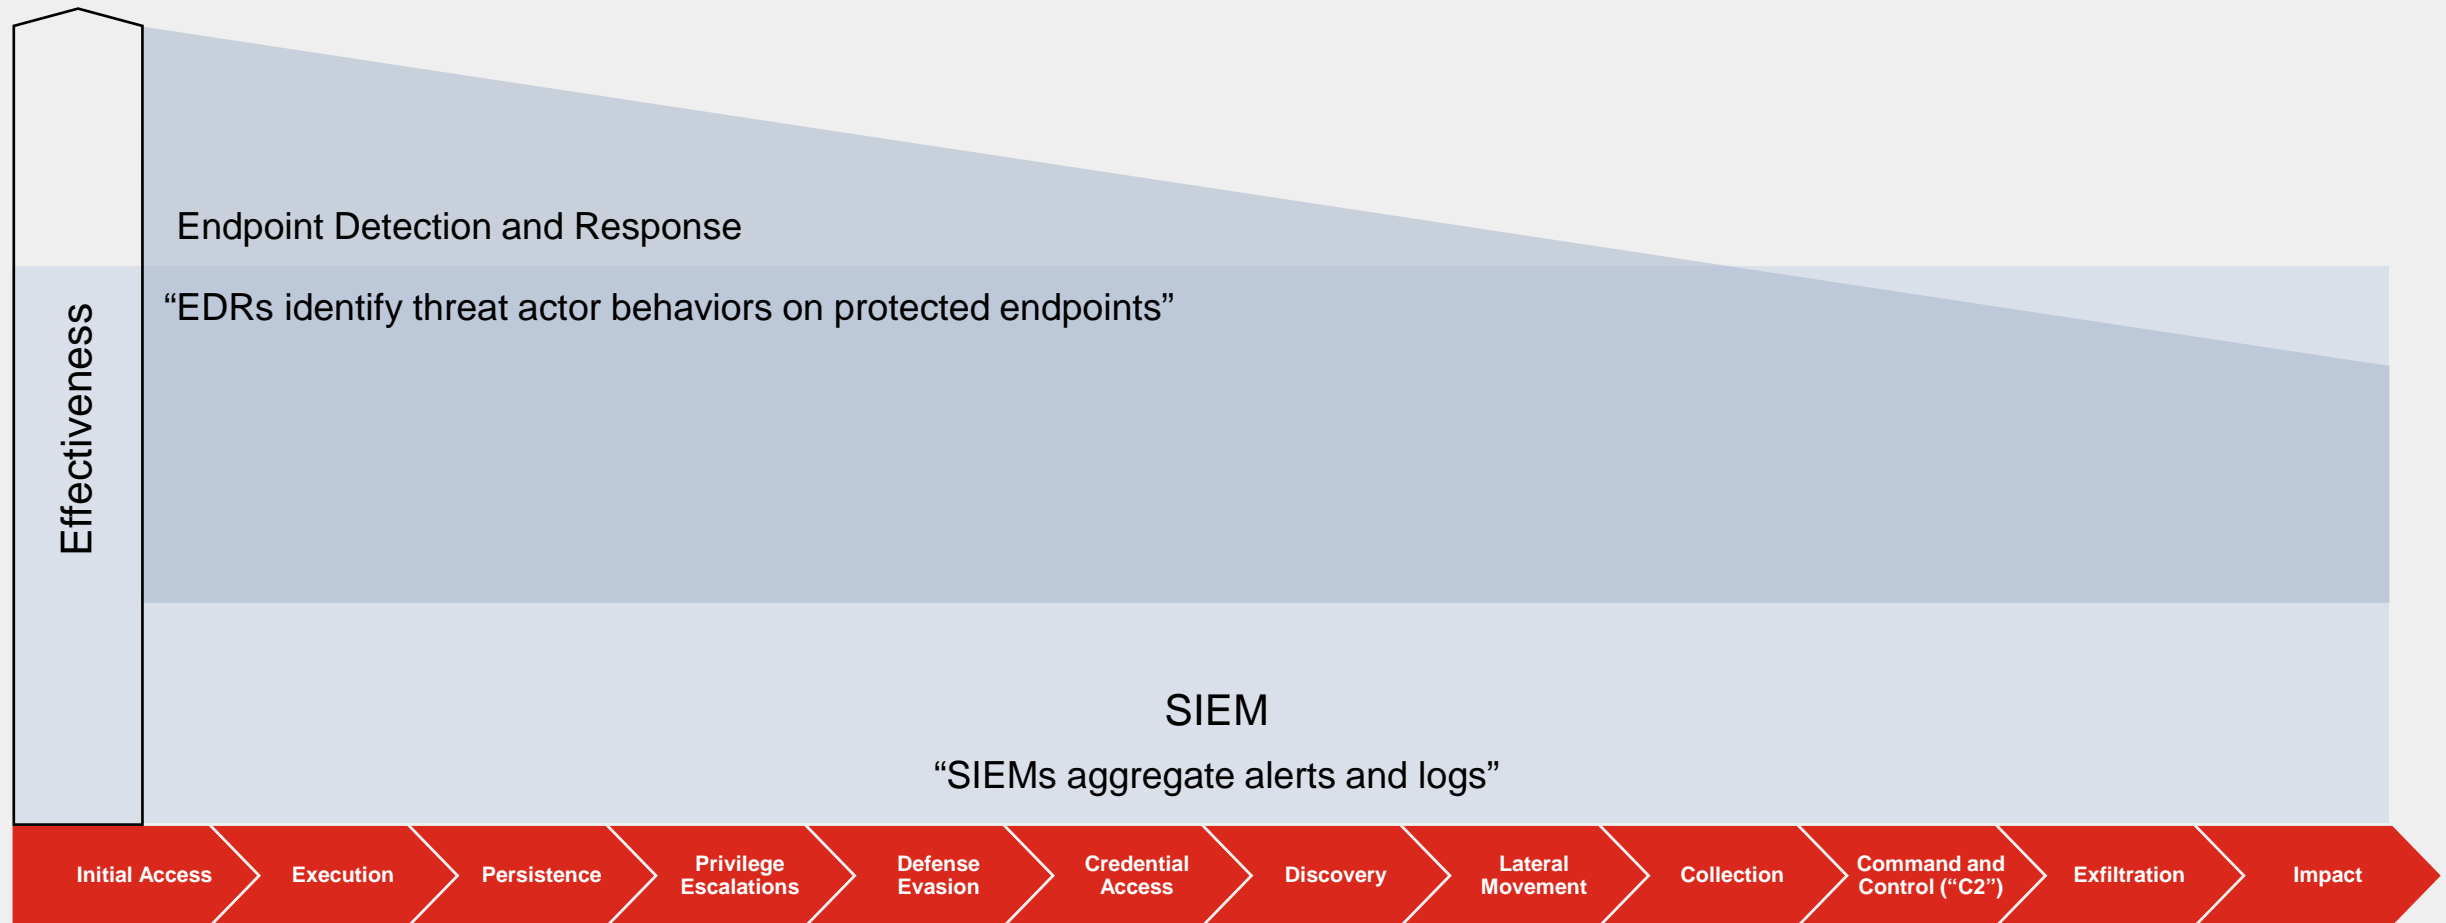 Endpoint Detection and Response
“EDRs identify threat actor behaviors on protected endpoints”
Effectiveness
SIEM
“SIEMs aggregate alerts and logs”
Initial Access
Execution
Persistence
Privilege
Escalations
Defense
Evasion
Credential
Access
Discovery
Lateral
Movement
Collection
Command and
Control (“C2”)
Exfiltration
Impact